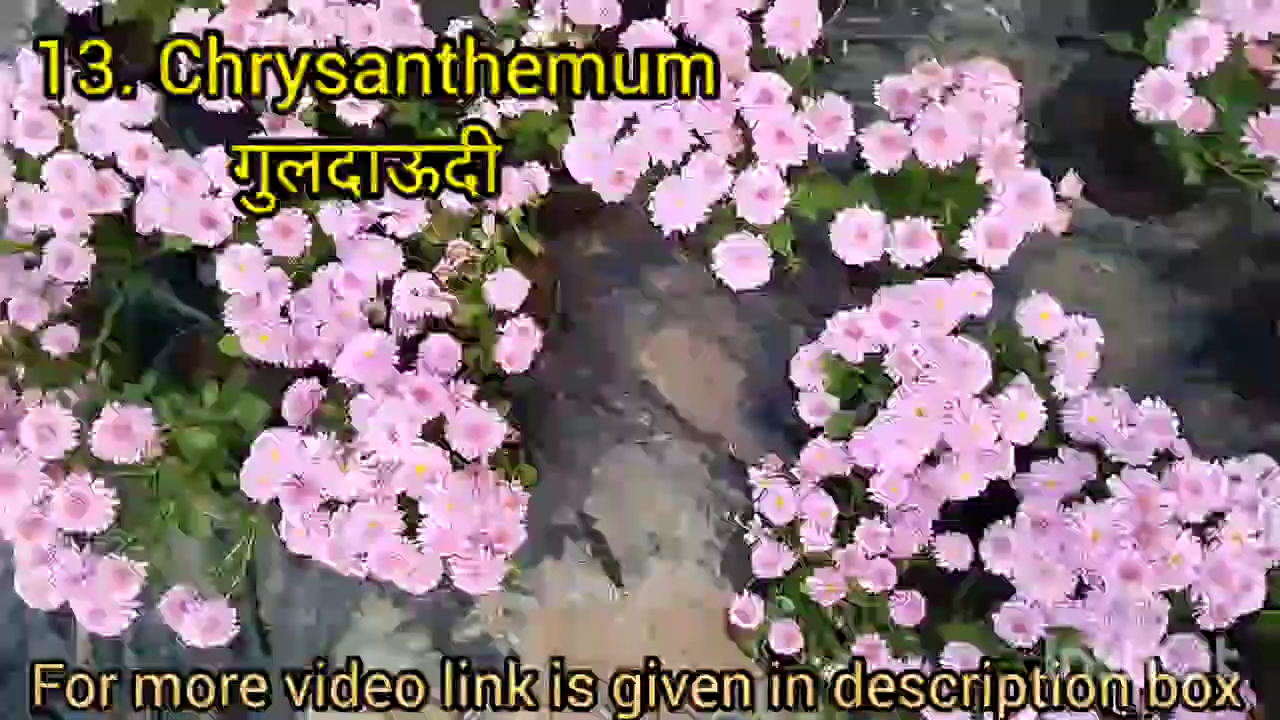 13. Chrysanthemum
गुलदाऊदी
For more video link is given in description box